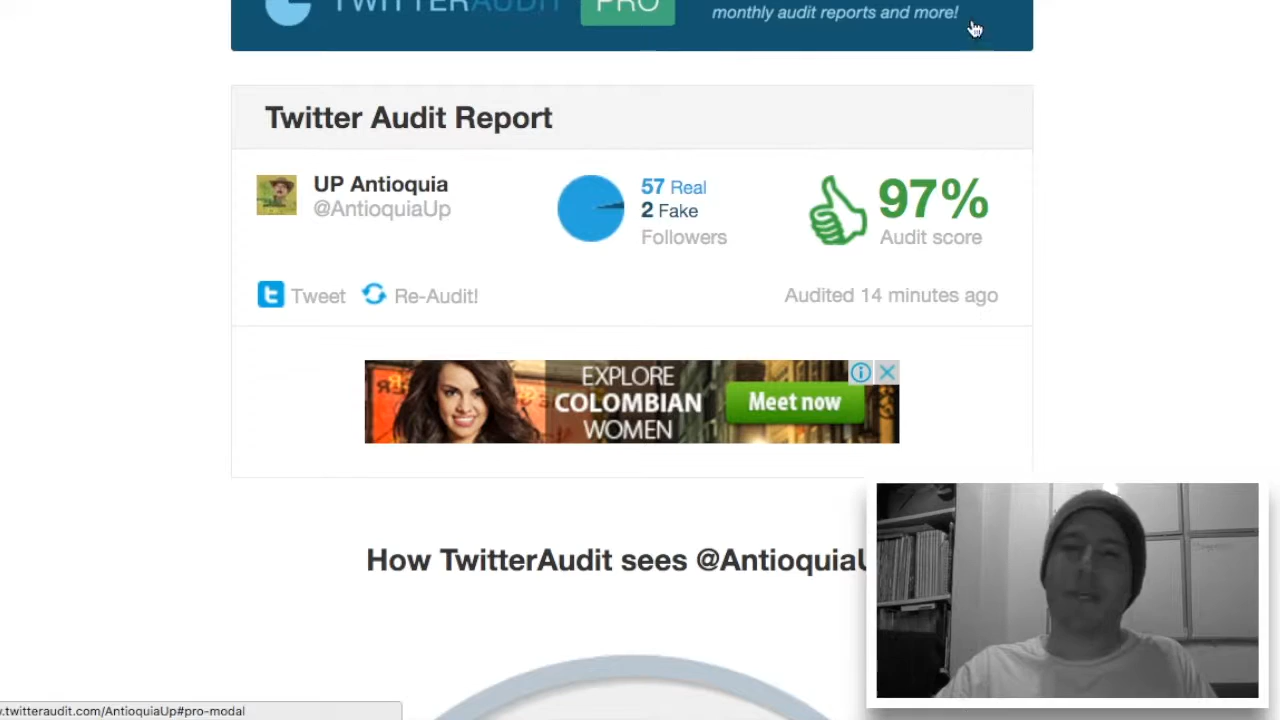 TWITTERAUDIT PRO
monthly audit reports and more!
Twitter Audit Report
UP Antioquia
@AntioquiaUp
57 Real
2 Fake
Followers
97%
Audit score
Tweet
Re-Audit!
Audited 14 minutes ago
EXPLORE
COLOMBIAN
WOMEN
Meet now
How TwitterAudit sees
.twitteraudit.com/AntioquiaUp#pro-modal